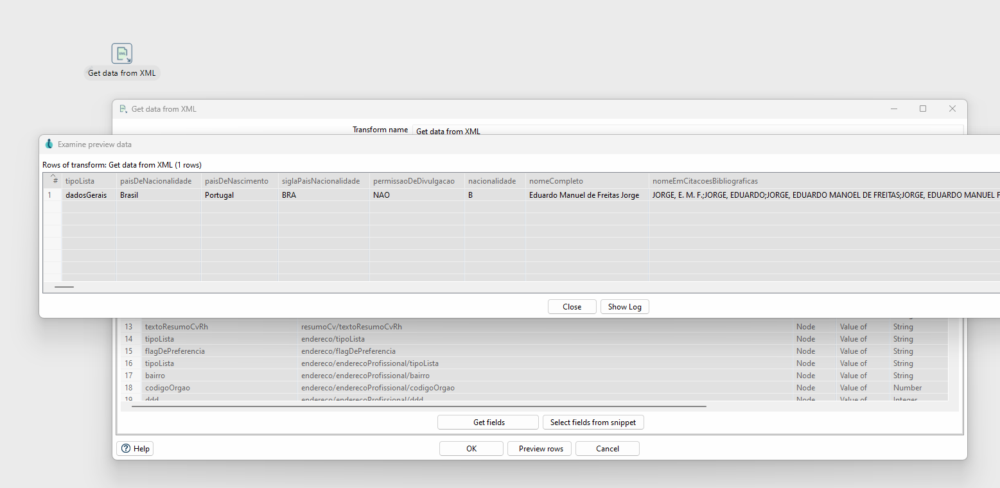 Get data from XML
Get data from XML
Transform name Get data from XML
Examine preview data
Rows of transform: Get data from XML (1 rows)
# tipoLista paisDeNacionalidade paisDeNascimento siglaPaisNacionalidade permissaoDeDivulgacao nacionalidade nomeCompleto nomeEmCitacoesBibliograficas
1 dadosGerais Brasil Portugal BRA NAO B Eduardo Manuel de Freitas Jorge JORGE, E. M. F.;JORGE, EDUARDO;JORGE, EDUARDO MANOEL DE FREITAS;JORGE, EDUARDO MANUEL F
Close Show Log
13 textoResumoCvRh resumoCv/textoResumoCvRh Node Value of String
14 tipoLista endereco/tipoLista Node Value of String
15 flagDePreferencia endereco/flagDePreferencia Node Value of String
16 tipoLista endereco/enderecoProfissional/tipoLista Node Value of String
17 bairro endereco/enderecoProfissional/bairro Node Value of String
18 codigoOrgao endereco/enderecoProfissional/codigoOrgao Node Value of Number
19 ddd endereco/enderecoProfissional/ddd Node Value of Integer
Get fields Select fields from snippet
Help OK Preview rows Cancel